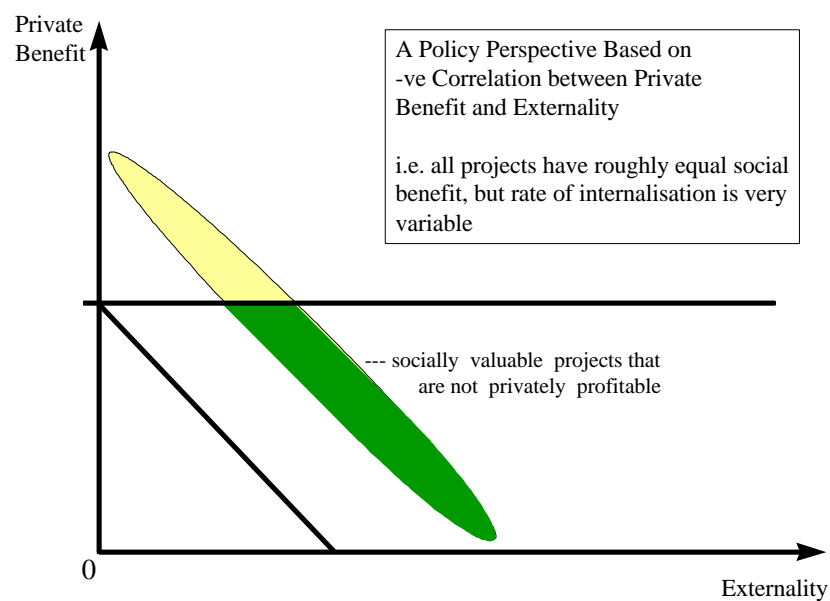 Private
Benefit
A Policy Perspective Based on
-ve Correlation between Private
Benefit and Externality
i.e. all projects have roughly equal social
benefit, but rate of internalisation is very
variable
--- socially valuable projects that
are not privately profitable
0
Externality